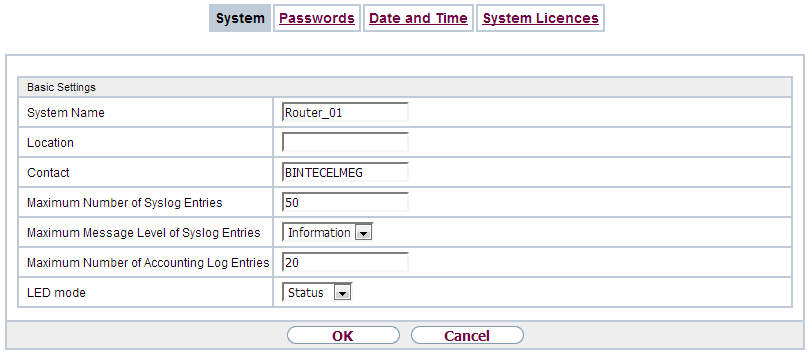 System Passwords Date and Time System Licences
Basic Settings
System Name Router_01
Location
Contact BINTECELMEG
Maximum Number of Syslog Entries 50
Maximum Message Level of Syslog Entries Information
Maximum Number of Accounting Log Entries 20
LED mode Status
OK Cancel